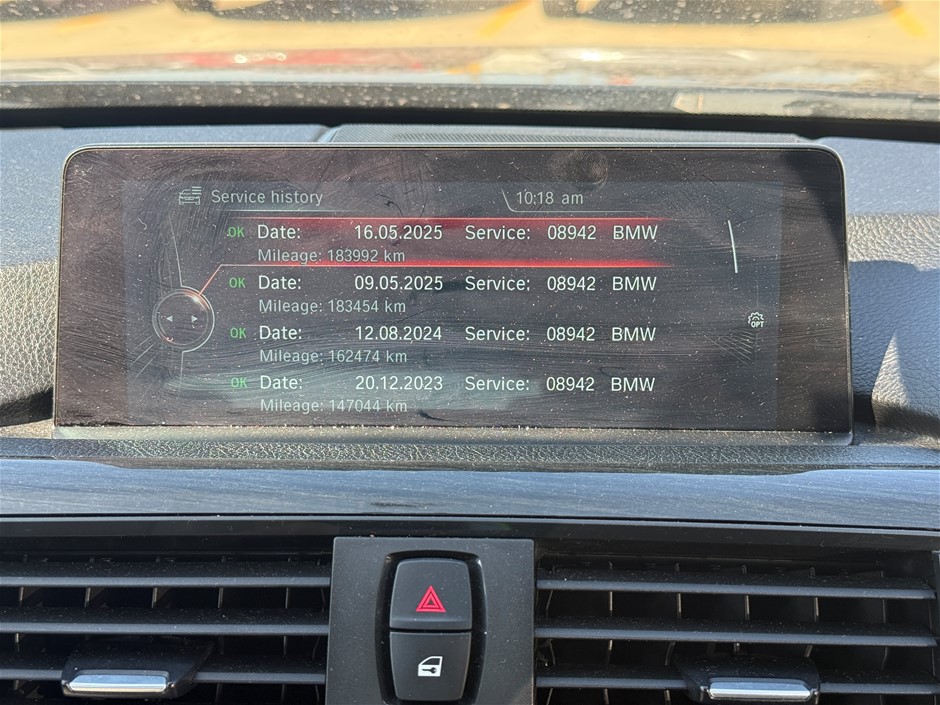 Service history 10:18 am
OK Date: 16.05.2025 Service: 08942 BMW
Mileage: 183992 km
OK Date: 09.05.2025 Service: 08942 BMW
Mileage: 183454 km
OPT
OK Date: 12.08.2024 Service: 08942 BMW
Mileage: 162474 km
OK Date: 20.12.2023 Service: 08942 BMW
Mileage: 147044 km